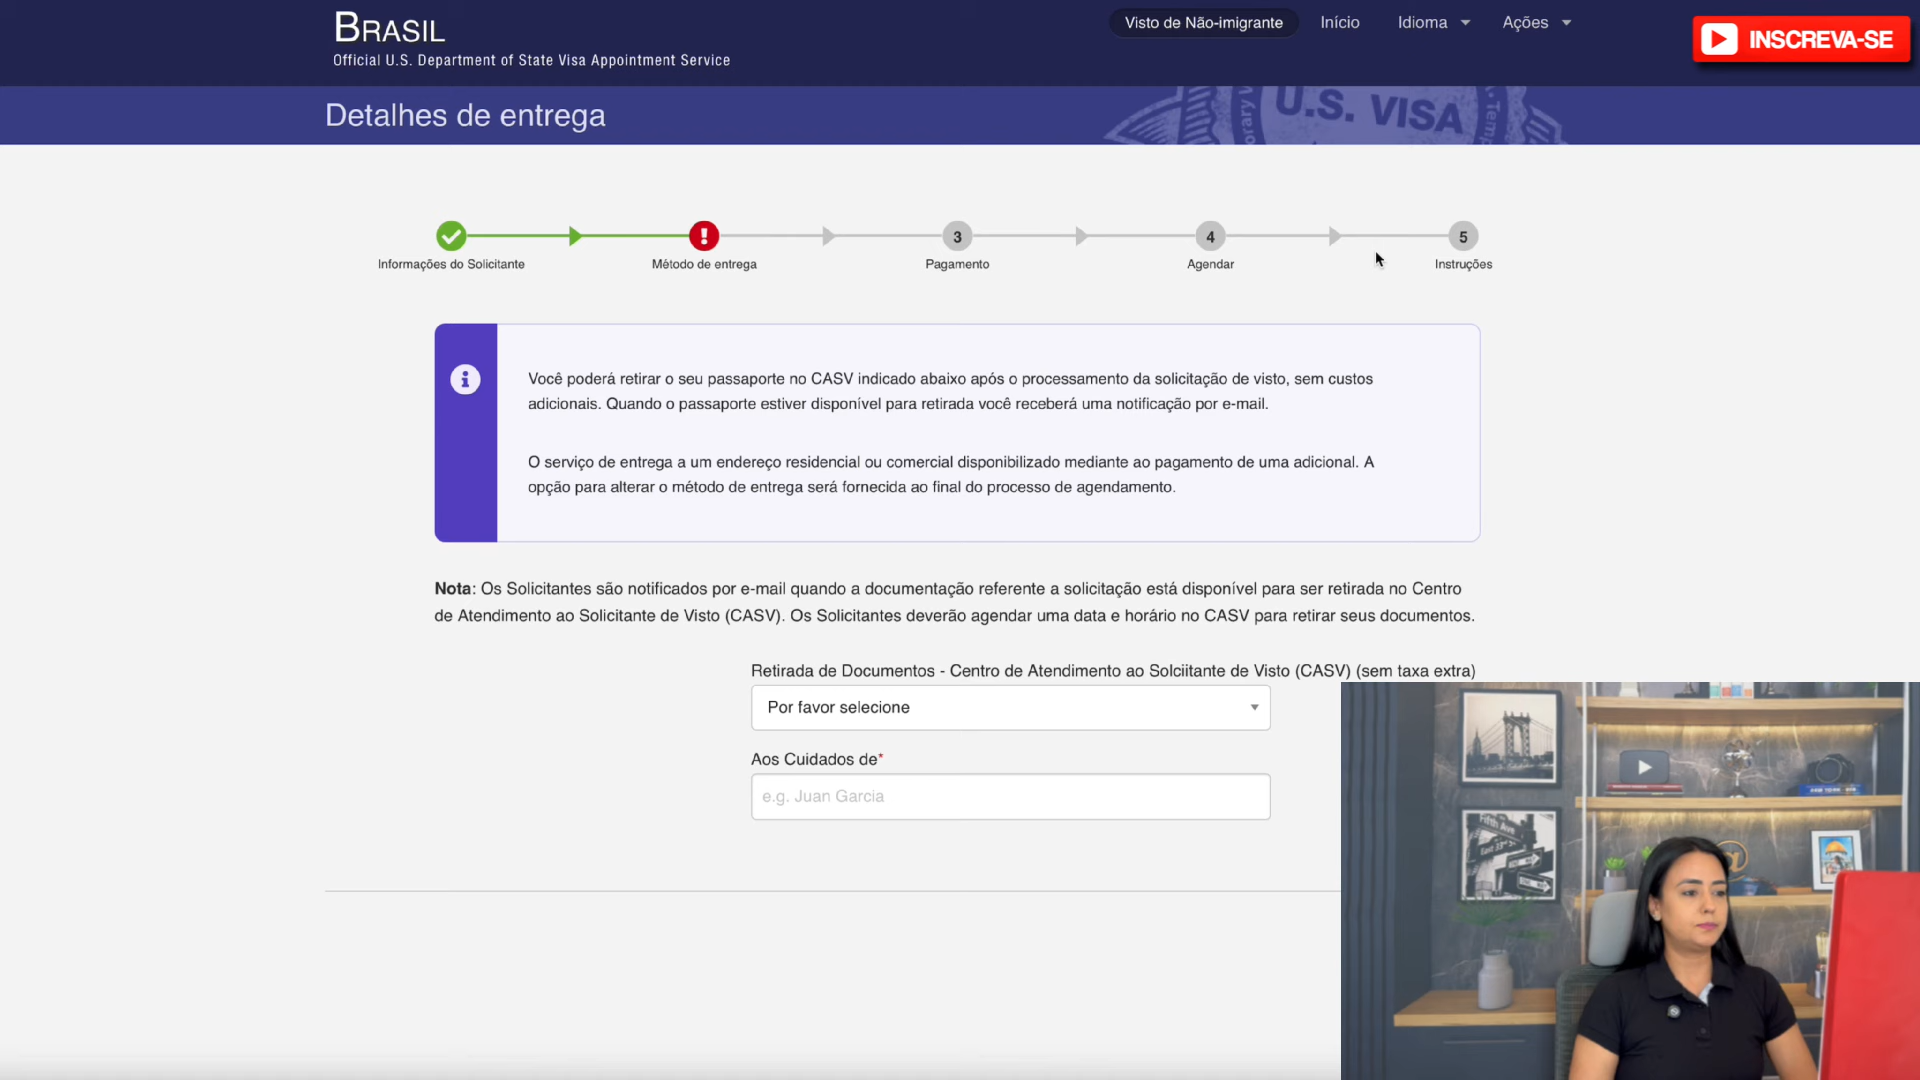 BRASIL
Official U.S. Department of State Visa Appointment Service
Visto de Não-imigrante
Início
Idioma
Ações
INSCREVA-SE
Detalhes de entrega
U.S. VISA
3
4
5
Informações do Solicitante
Método de entrega
Pagamento
Agendar
Instruções
Você poderá retirar o seu passaporte no CASV indicado abaixo após o processamento da solicitação de visto, sem custos
adicionais. Quando o passaporte estiver disponível para retirada você receberá uma notificação por e-mail.
O serviço de entrega a um endereço residencial ou comercial disponibilizado mediante ao pagamento de uma adicional. A
opção para alterar o método de entrega será fornecida ao final do processo de agendamento.
Nota: Os Solicitantes são notificados por e-mail quando a documentação referente a solicitação está disponível para ser retirada no Centro
de Atendimento ao Solicitante de Visto (CASV). Os Solicitantes deverão agendar uma data e horário no CASV para retirar seus documentos.
Retirada de Documentos - Centro de Atendimento ao Solciitante de Visto (CASV) (sem taxa extra)
Por favor selecione
Aos Cuidados de*
e.g. Juan Garcia
Fifth Ave